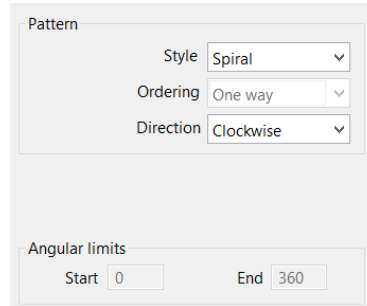 Pattern
Style Spiral
Ordering One way
Direction Clockwise
Angular limits
Start 0 End 360